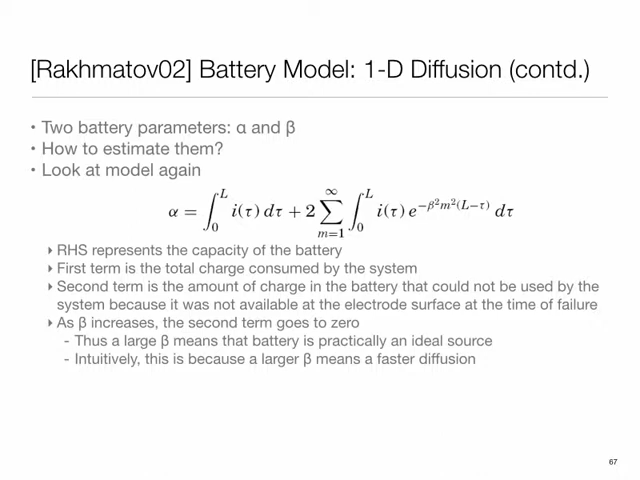 [Rakhmatov02] Battery Model: 1-D Diffusion (contd.)
• Two battery parameters: α and β
• How to estimate them?
• Look at model again
α = ∫₀ᴸ i(τ) dτ + 2 ∑_{m=1}^{∞} ∫₀ᴸ i(τ) e^{−β²m²(L−τ)} dτ
‣ RHS represents the capacity of the battery
‣ First term is the total charge consumed by the system
‣ Second term is the amount of charge in the battery that could not be used by the
system because it was not available at the electrode surface at the time of failure
‣ As β increases, the second term goes to zero
- Thus a large β means that battery is practically an ideal source
- Intuitively, this is because a larger β means a faster diffusion
67